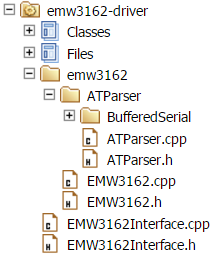 emw3162-driver
Classes
Files
emw3162
ATParser
BufferedSerial
ATParser.cpp
ATParser.h
EMW3162.cpp
EMW3162.h
EMW3162Interface.cpp
EMW3162Interface.h